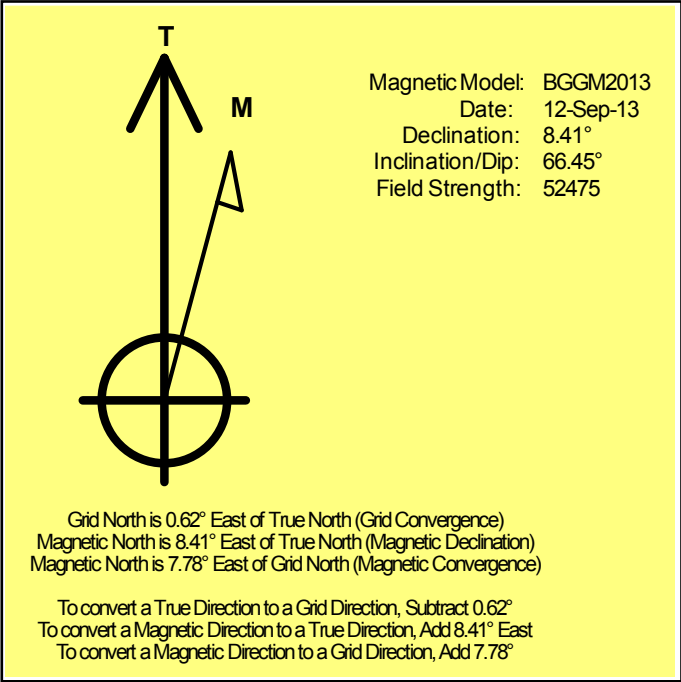 T
M
Magnetic Model: BGGM2013
Date: 12-Sep-13
Declination: 8.41°
Inclination/Dip: 66.45°
Field Strength: 52475
Grid North is 0.62° East of True North (Grid Convergence)
Magnetic North is 8.41° East of True North (Magnetic Declination)
Magnetic North is 7.78° East of Grid North (Magnetic Convergence)
To convert a True Direction to a Grid Direction, Subtract 0.62°
To convert a Magnetic Direction to a True Direction, Add 8.41° East
To convert a Magnetic Direction to a Grid Direction, Add 7.78°